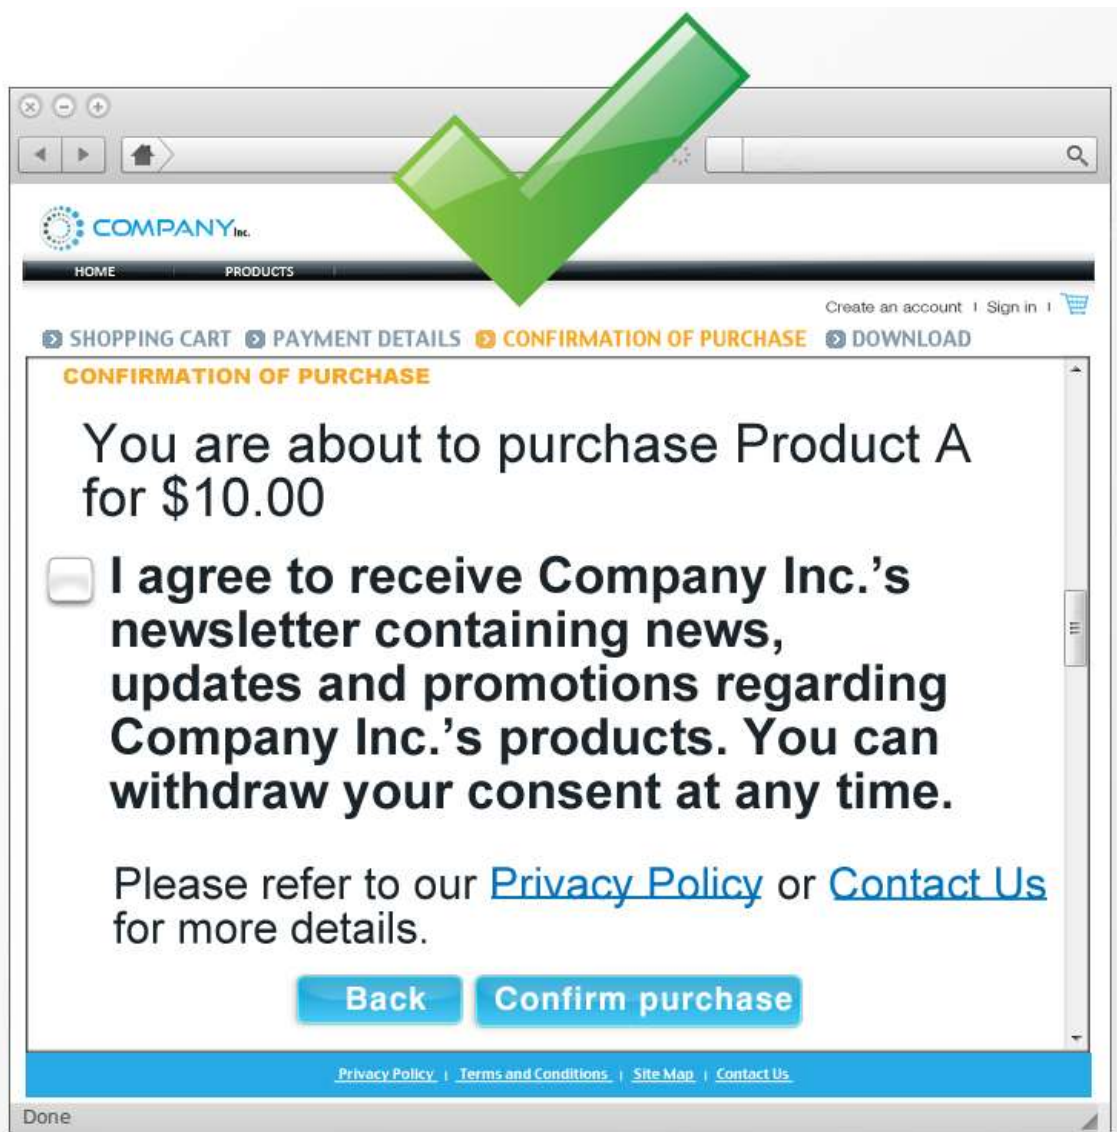 COMPANY Inc.
HOME PRODUCTS
Create an account | Sign in |
SHOPPING CART PAYMENT DETAILS CONFIRMATION OF PURCHASE DOWNLOAD
CONFIRMATION OF PURCHASE
You are about to purchase Product A
for $10.00
I agree to receive Company Inc.’s
newsletter containing news,
updates and promotions regarding
Company Inc.’s products. You can
withdraw your consent at any time.
Please refer to our Privacy Policy or Contact Us
for more details.
Back Confirm purchase
Privacy Policy | Terms and Conditions | Site Map | Contact Us
Done